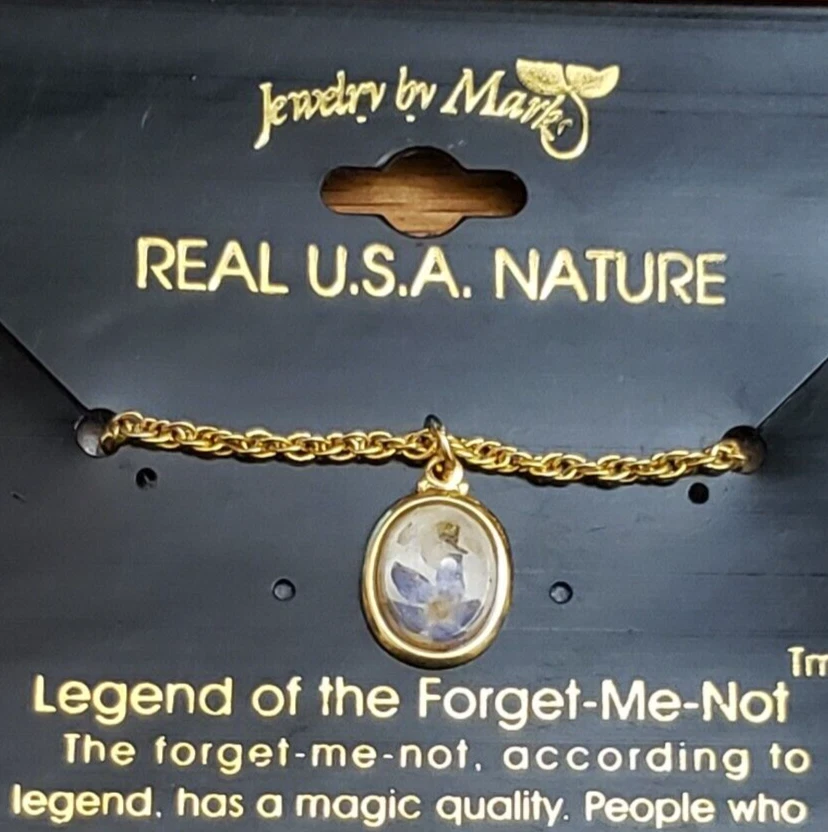 Jewelry by Marks
REAL U.S.A. NATURE
Legend of the Forget-Me-Not Tm
The forget-me-not, according to
legend, has a magic quality. People who